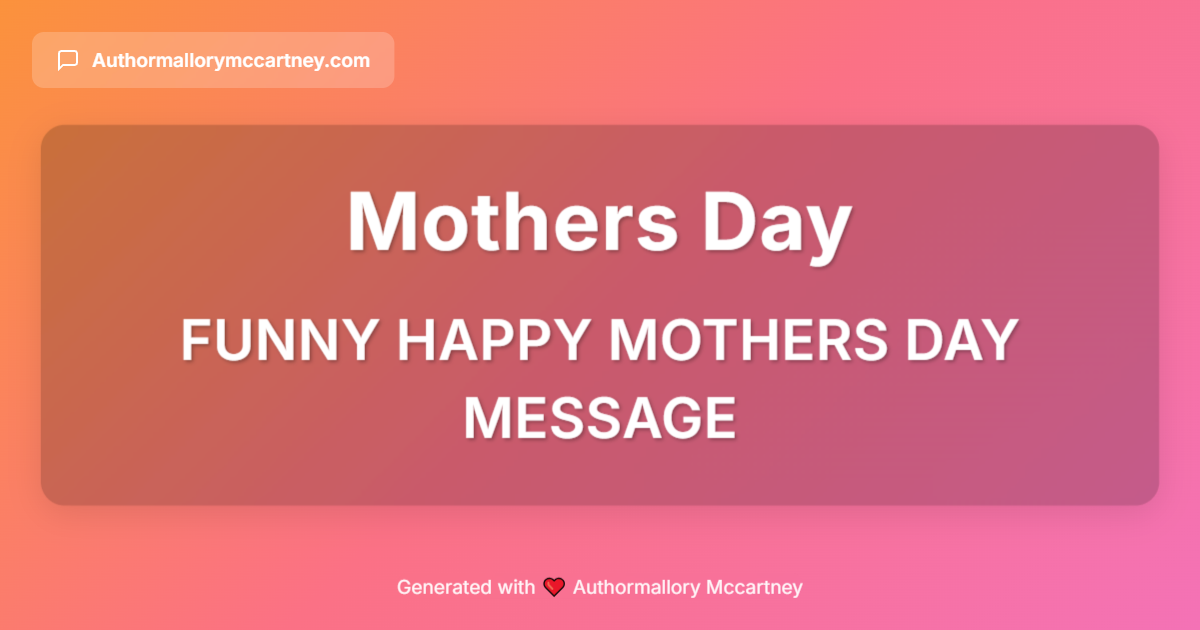 Authormallorymccartney.com
Mothers Day
FUNNY HAPPY MOTHERS DAY
MESSAGE
Generated with ❤️ Authormallory Mccartney